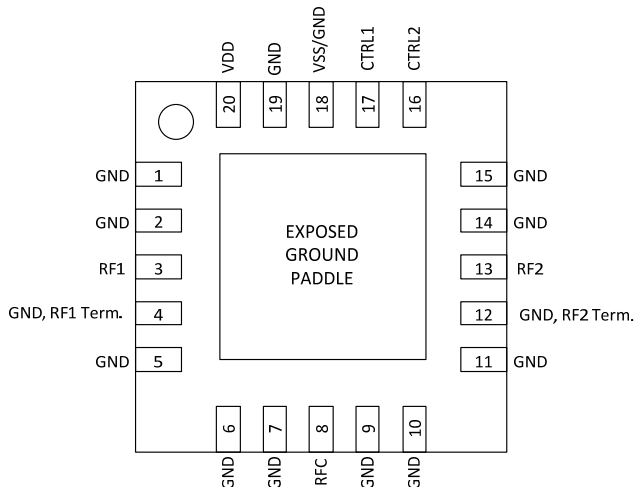 VDD
GND
VSS/GND
CTRL1
CTRL2
20
19
18
17
16
GND 1
15 GND
GND 2
14 GND
RF1 3
13 RF2
GND, RF1 Term. 4
12 GND, RF2 Term.
GND 5
11 GND
EXPOSED
GROUND
PADDLE
6
7
8
9
10
GND
GND
RFC
GND
GND